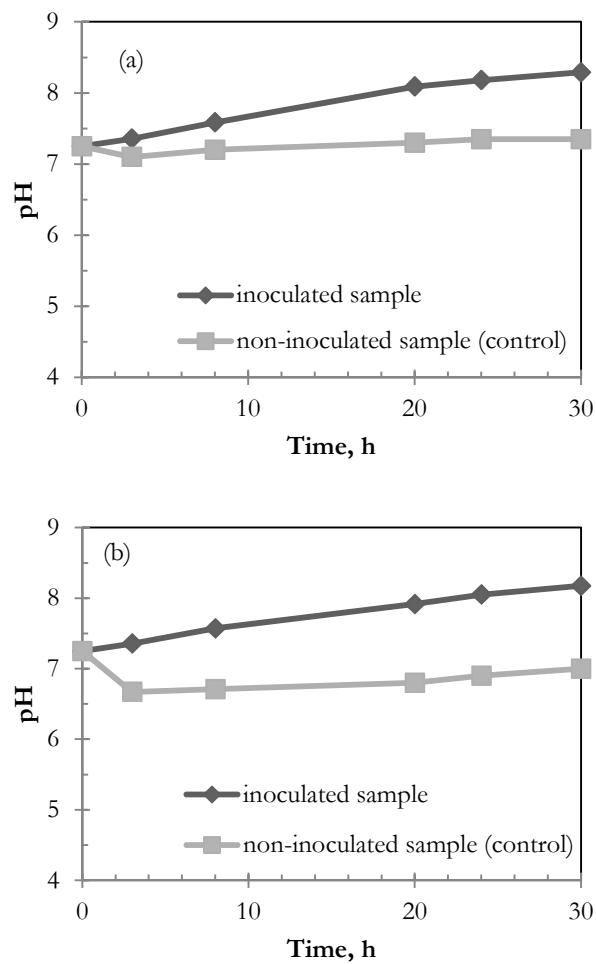 9
(a)
8
7
pH
6
inoculated sample
5
non-inoculated sample (control)
4
0 10 20 30
Time, h
9
(b)
8
7
pH
6
inoculated sample
5
non-inoculated sample (control)
4
0 10 20 30
Time, h